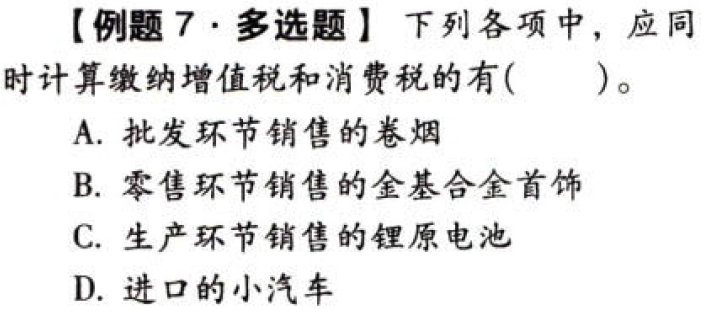 【例题 7 · 多选题】 下列各项中，应同
时计算缴纳增值税和消费税的有(　　)。
A. 批发环节销售的卷烟
B. 零售环节销售的金基合金首饰
C. 生产环节销售的锂原电池
D. 进口的小汽车